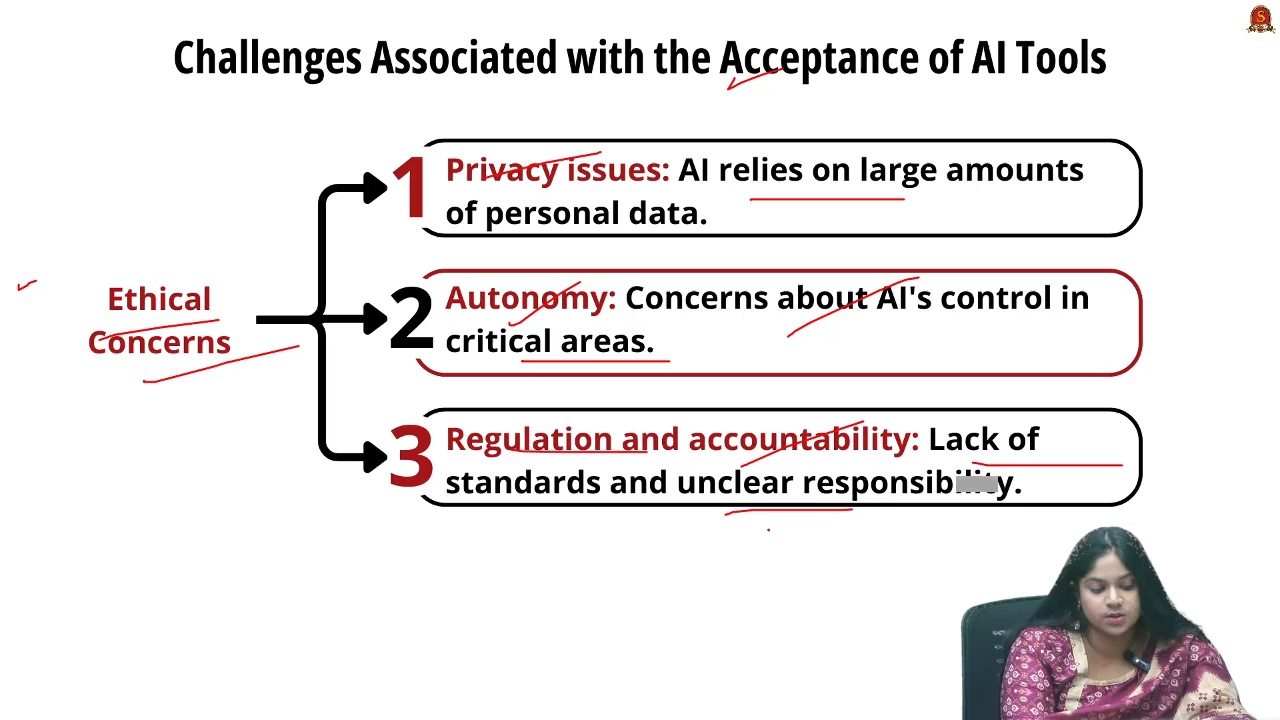 Challenges Associated with the Acceptance of AI Tools
1
Privacy issues: AI relies on large amounts
of personal data.
Ethical
Concerns
2
Autonomy: Concerns about AI's control in
critical areas.
3
Regulation and accountability: Lack of
standards and unclear
S